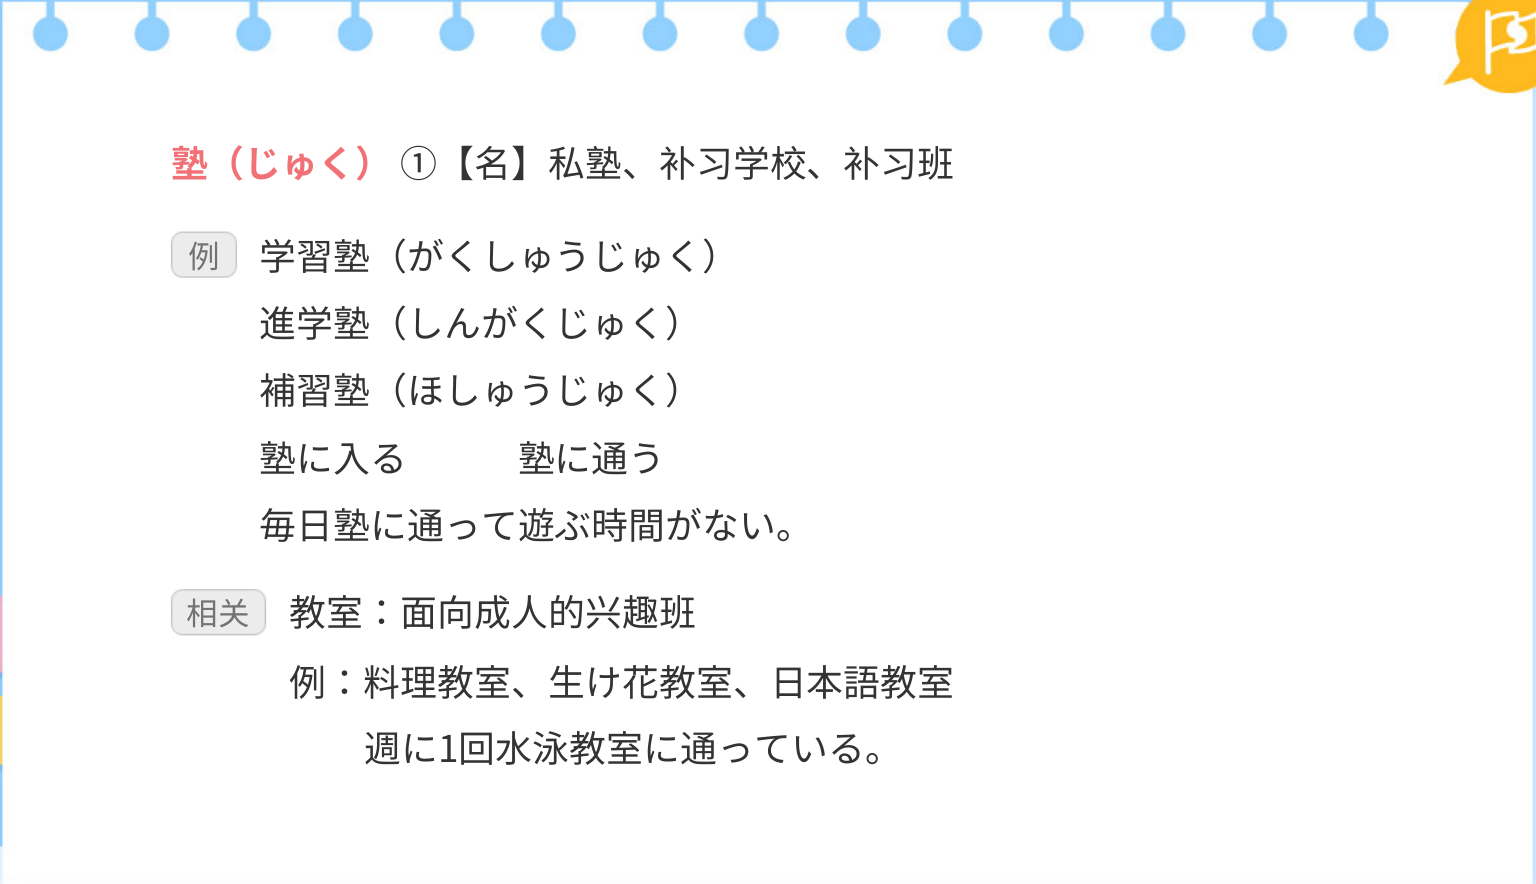 塾（じゅく） ①【名】私塾、补习学校、补习班
例 学習塾（がくしゅうじゅく）
進学塾（しんがくじゅく）
補習塾（ほしゅうじゅく）
塾に入る 塾に通う
毎日塾に通って遊ぶ時間がない。
相关 教室：面向成人的兴趣班
例：料理教室、生け花教室、日本語教室
週に1回水泳教室に通っている。